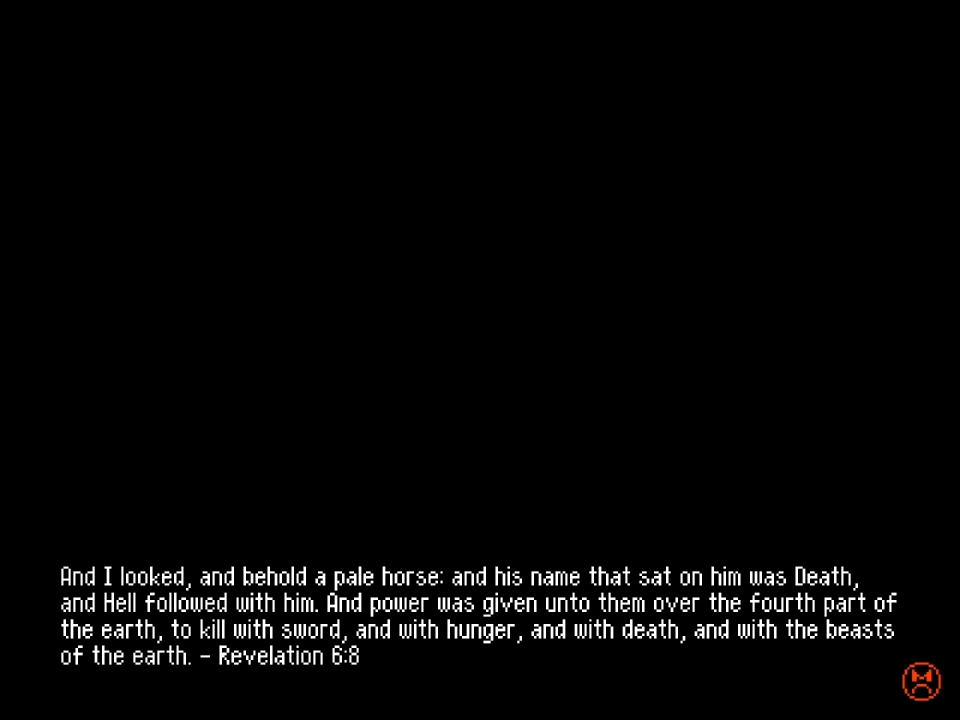 And I looked, and behold a pale horse: and his name that sat on him was Death,
and Hell followed with him. And power was given unto them over the fourth part of
the earth, to kill with sword, and with hunger, and with death, and with the beasts
of the earth. - Revelation 6:8